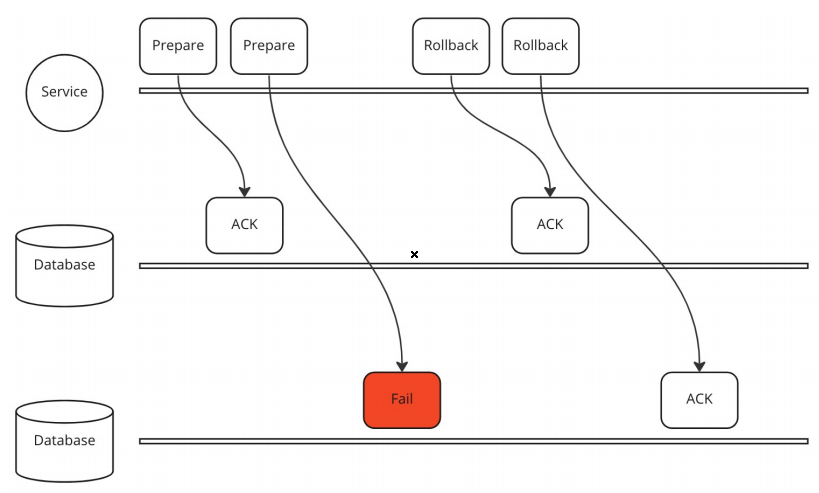 Prepare
Prepare
Rollback
Rollback
Service
ACK
ACK
Database
Fail
ACK
Database